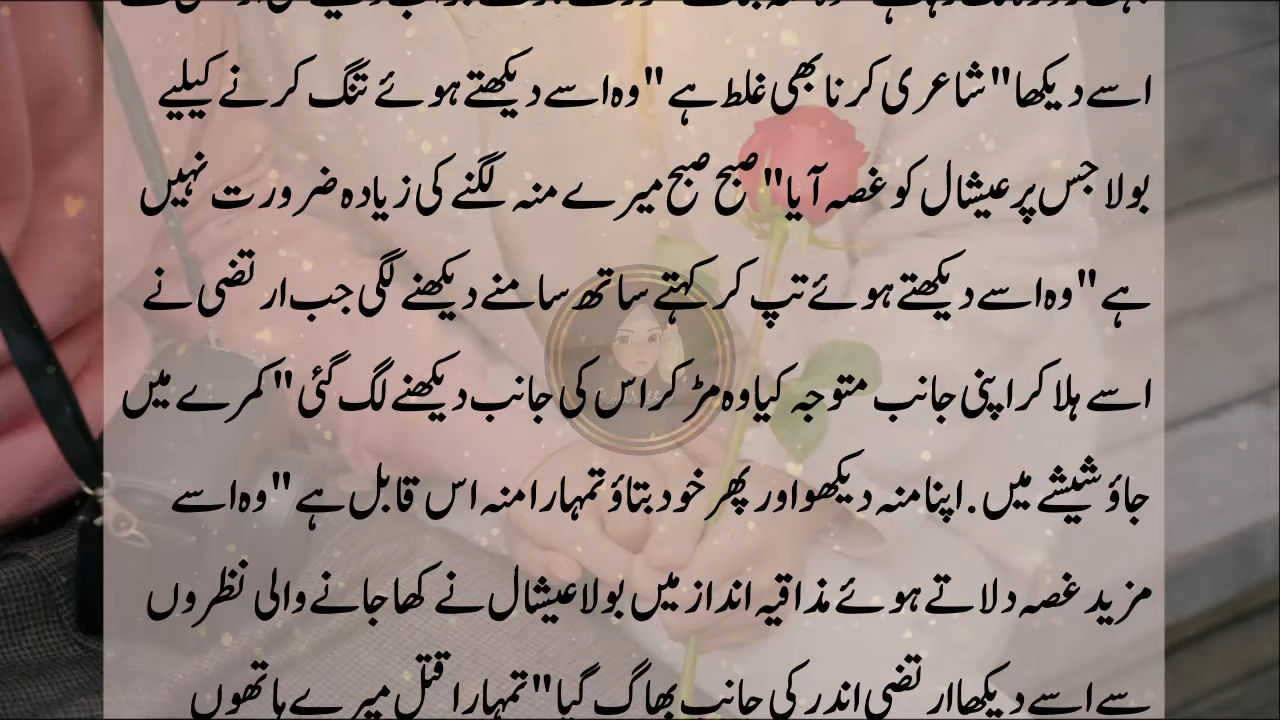 اسے دیکھا"شاعری کرنا بھی غلط ہے"وہ اسے دیکھتے ہوئے تنگ کرنے کیلیے
بولا جس پر عیشال کو غصہ آیا"صبح صبح میرے منہ لگنے کی زیادہ ضرورت نہیں
ہے"وہ اسے دیکھتے ہوئے تپ کر کہتے ساتھ سامنے دیکھنے لگی جب ارتضی نے
اسے ہلا کر اپنی جانب متوجہ کیا وہ مڑ کر اس کی جانب دیکھنے لگ گئی"کمرے میں
جاؤ شیشے میں.اپنا منہ دیکھو اور پھر خود بتاؤ تمہارا منہ اس قابل ہے"وہ اسے
مزید غصہ دلاتے ہوئے مذاقیہ انداز میں بولا عیشال نے کھا جانے والی نظروں
سے اسے دیکھا ارتضی اندر کی جانب بھاگ گیا"تمہارا قتل میرے ہاتھوں